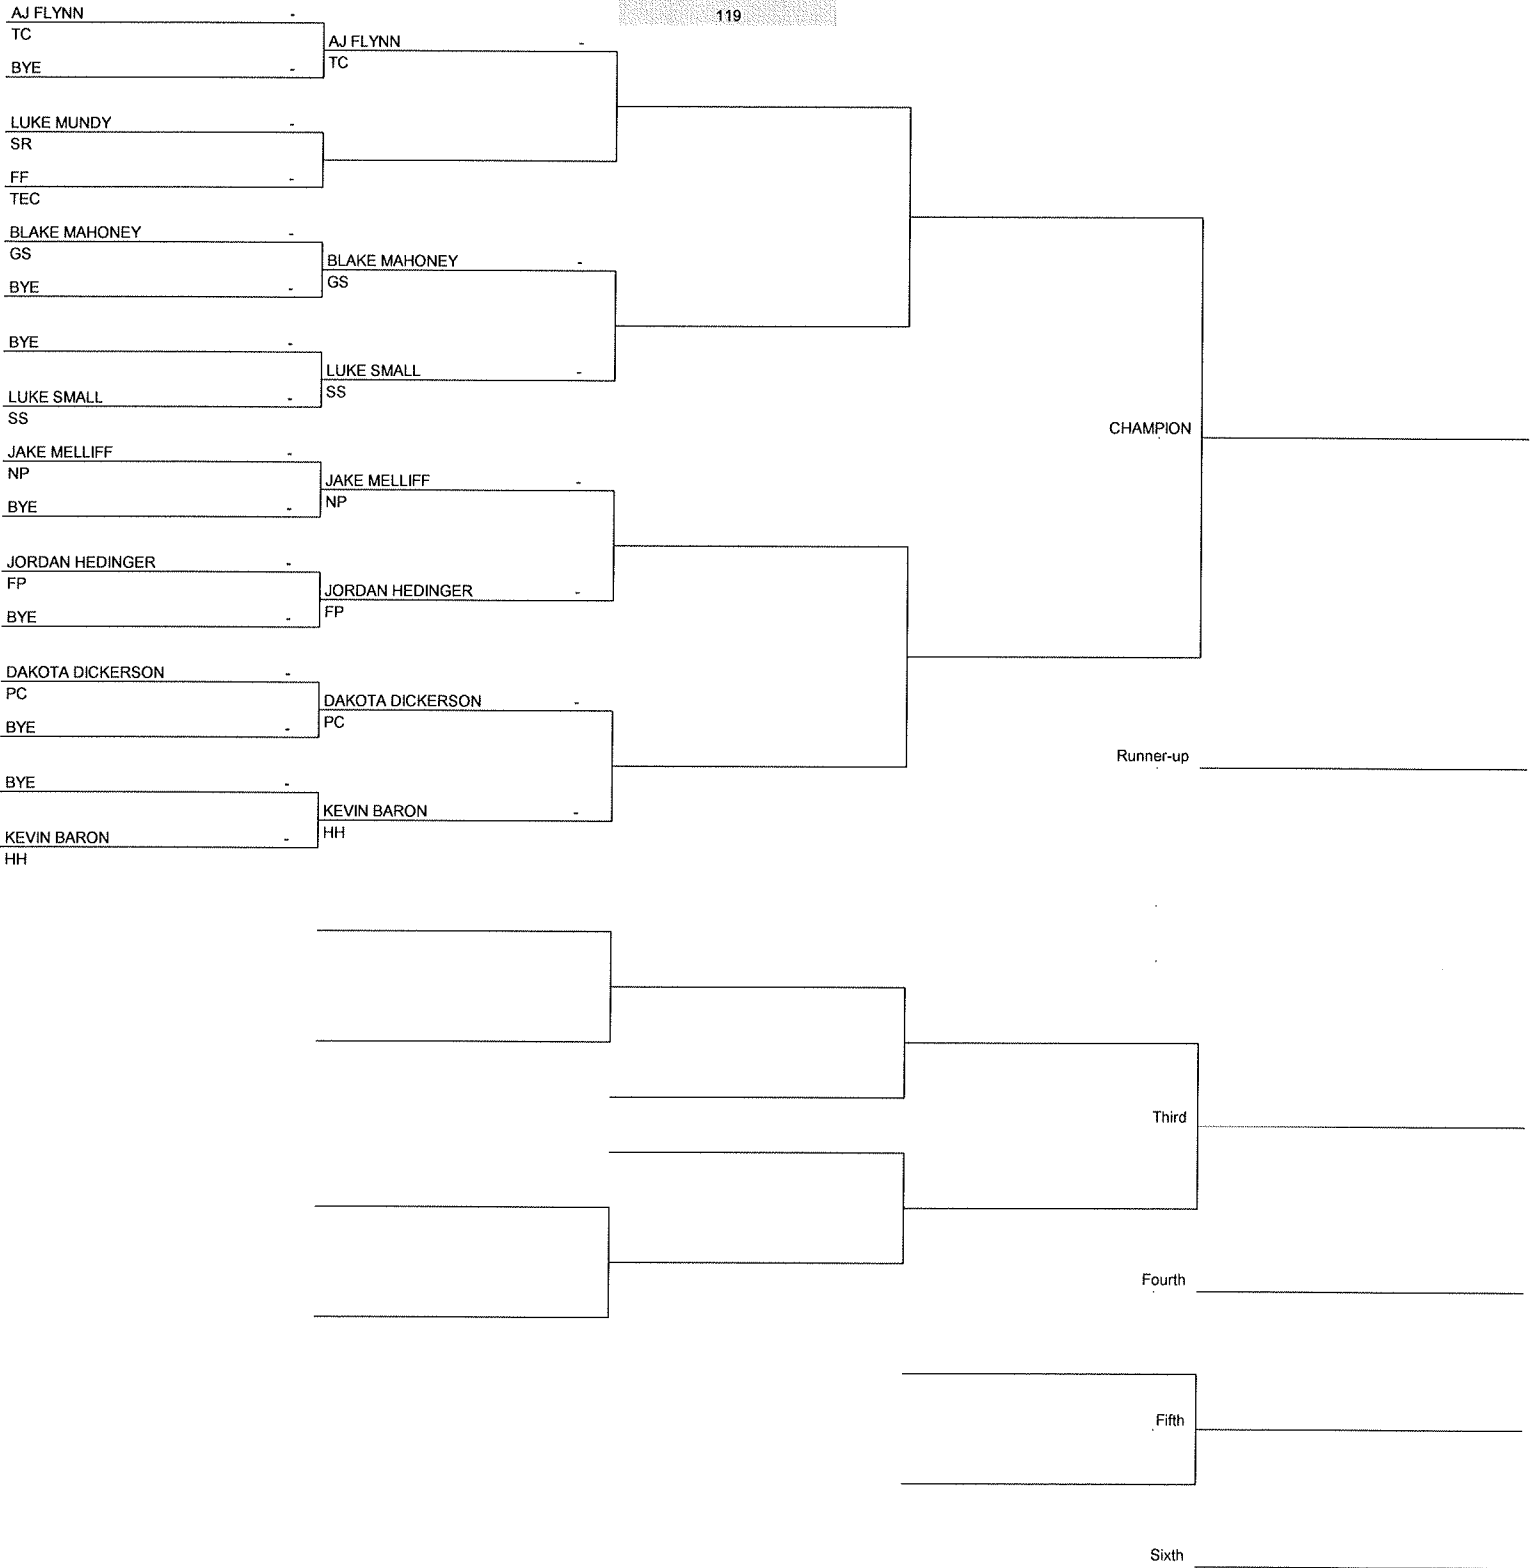 119
AJ FLYNN -
TC
BYE -
LUKE MUNDY -
SR
FF -
TEC
BLAKE MAHONEY -
GS
BYE -
BYE -
LUKE SMALL -
SS
JAKE MELLIFF -
NP
BYE -
JORDAN HEDINGER -
FP
BYE -
DAKOTA DICKERSON -
PC
BYE -
BYE -
KEVIN BARON -
HH
AJ FLYNN -
TC
BLAKE MAHONEY -
GS
LUKE SMALL -
SS
JAKE MELLIFF -
NP
JORDAN HEDINGER -
FP
DAKOTA DICKERSON -
PC
KEVIN BARON -
HH
CHAMPION
Runner-up
Third
Fourth
Fifth
Sixth